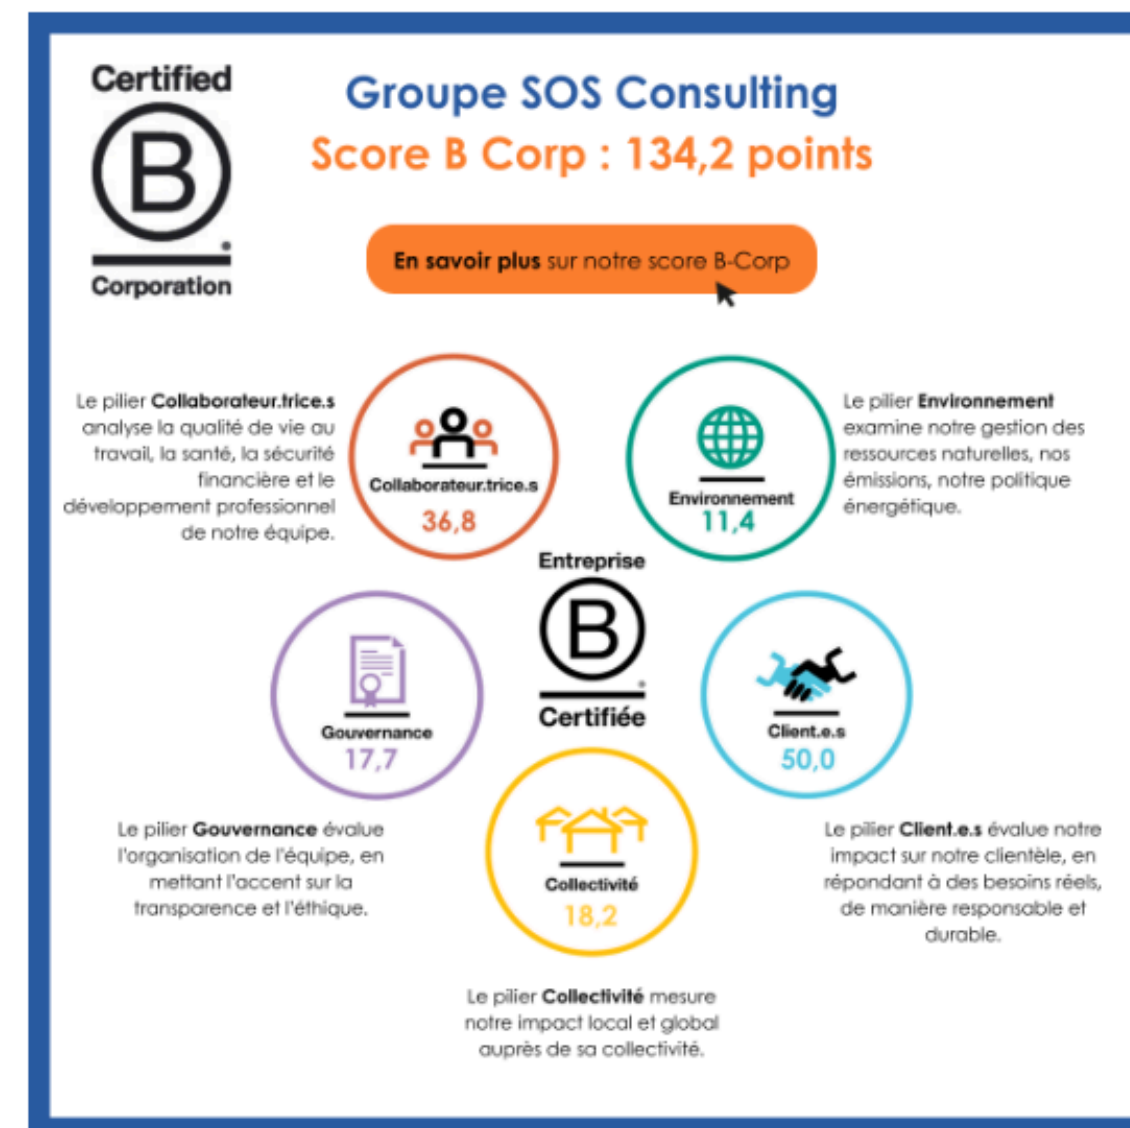 Certified
B
Corporation
Groupe SOS Consulting
Score B Corp : 134,2 points
En savoir plus sur notre score B-Corp
Le pilier Collaborateur.trice.s
analyse la qualité de vie au
travail, la santé, la sécurité
financière et le
développement professionnel
de notre équipe.
Collaborateur.trice.s
36,8
Environnement
11,4
Le pilier Environnement
examine notre gestion des
ressources naturelles, nos
émissions, notre politique
énergétique.
Entreprise
B
Certifiée
Gouvernance
17,7
Client.e.s
50,0
Le pilier Gouvernance évalue
l'organisation de l'équipe, en
mettant l'accent sur la
transparence et l'éthique.
Collectivité
18,2
Le pilier Client.e.s évalue notre
impact sur notre clientèle, en
répondant à des besoins réels,
de manière responsable et
durable.
Le pilier Collectivité mesure
notre impact local et global
auprès de sa collectivité.